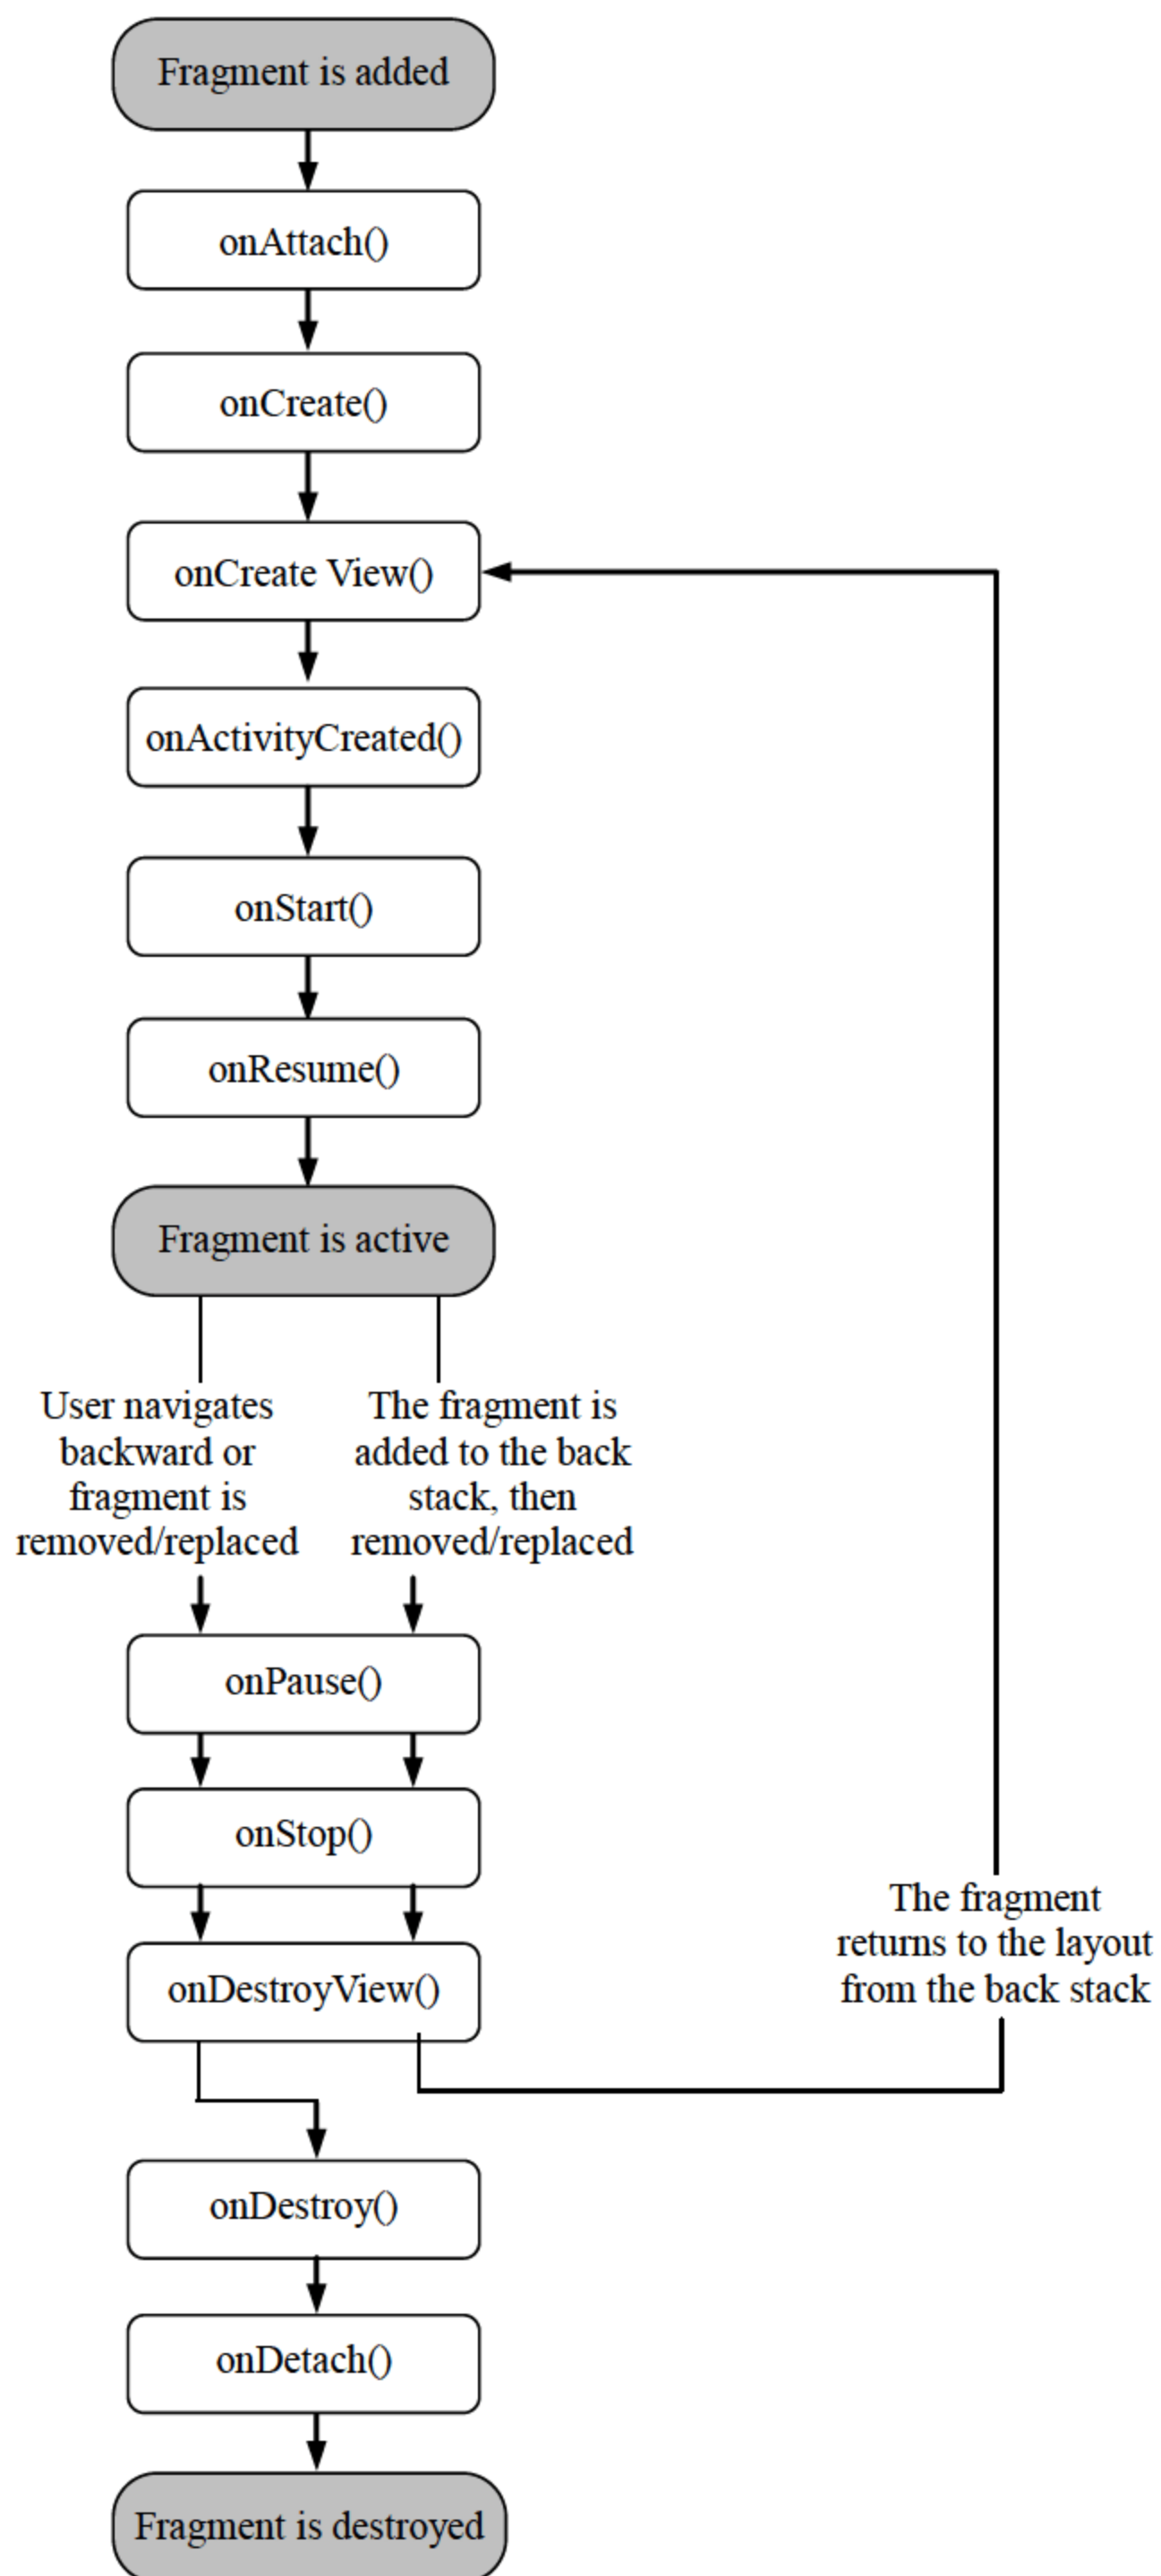 Fragment is added
onAttach()
onCreate()
onCreate View()
onActivityCreated()
onStart()
onResume()
Fragment is active
User navigates
backward or
fragment is
removed/replaced
The fragment is
added to the back
stack, then
removed/replaced
onPause()
onStop()
The fragment
returns to the layout
from the back stack
onDestroyView()
onDestroy()
onDetach()
Fragment is destroyed